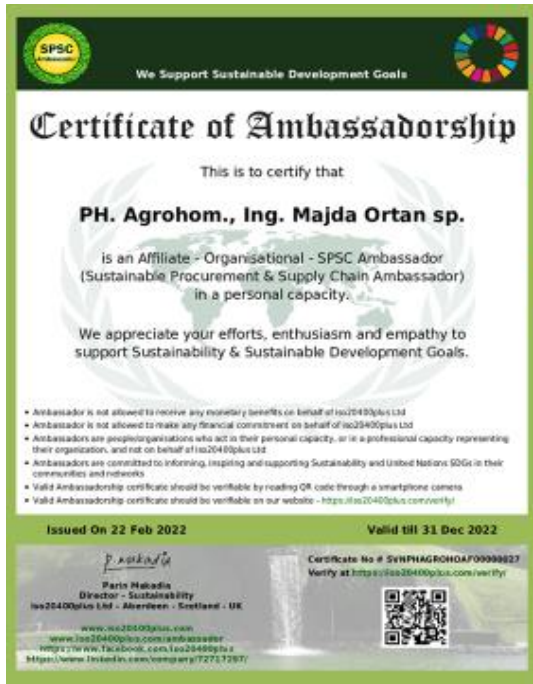 SPSC
Ambassador
We Support Sustainable Development Goals
Certificate of Ambassadorship
This is to certify that
PH. Agrohom., Ing. Majda Ortan sp.
is an Affiliate - Organisational - SPSC Ambassador
(Sustainable Procurement & Supply Chain Ambassador)
in a personal capacity.
We appreciate your efforts, enthusiasm and empathy to
support Sustainability & Sustainable Development Goals.
• Ambassador is not allowed to receive any monetary benefits on behalf of iso20400plus Ltd
• Ambassador is not allowed to make any financial commitment on behalf of iso20400plus Ltd
• Ambassadors are people/organisations who act in their personal capacity, or in a professional capacity representing
their organization, and not on behalf of iso20400plus Ltd
• Ambassadors are committed to informing, inspiring and supporting Sustainability and United Nations SDGs in their
communities and networks
• Valid Ambassadorship certificate should be verifiable by reading QR code through a smartphone camera
• Valid Ambassadorship certificate should be verifiable on our website - https://iso20400plus.com/verify/
Issued On 22 Feb 2022
Valid till 31 Dec 2022
P. Makadia
Parin Makadia
Director - Sustainability
iso20400plus Ltd - Aberdeen - Scotland - UK
www.iso20400plus.com
www.iso20400plus.com/ambassador
https://www.facebook.com/iso20400plus
https://www.linkedin.com/company/72717267/
Certificate No # SVNPHAGROHOAF00000027
Verify at https://iso20400plus.com/verify/